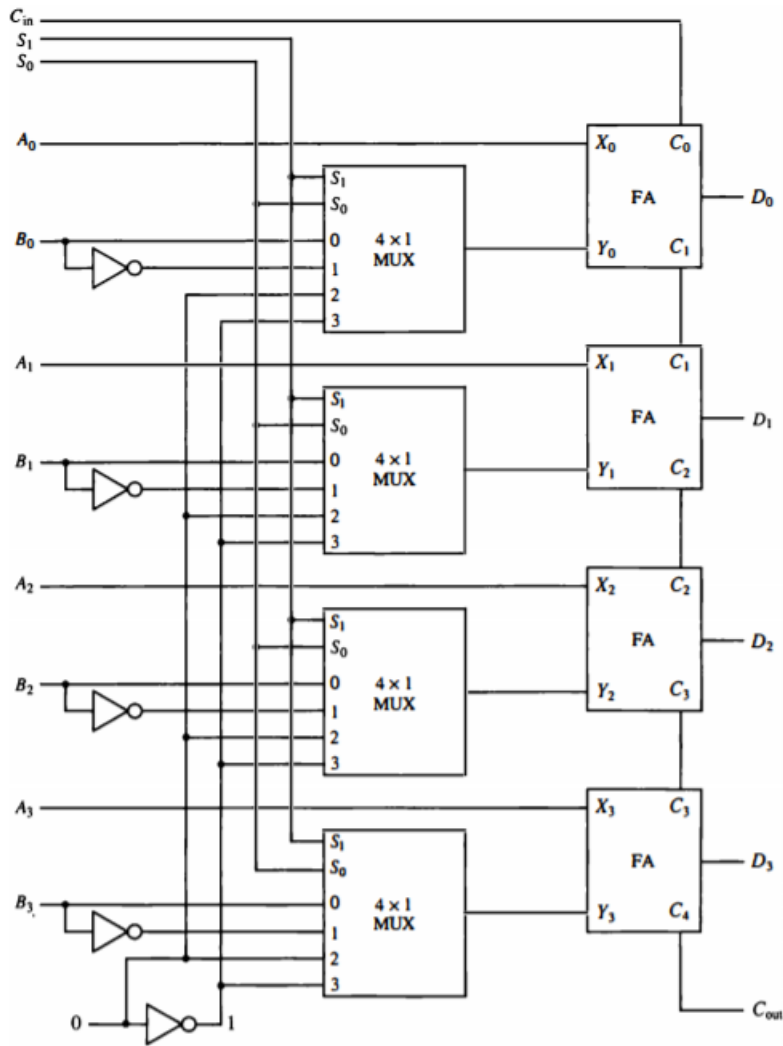 C_in
S_1
S_0
A_0 X_0 C_0
S_1
FA D_0
S_0
B_0 0 4 × 1 Y_0 C_1
MUX
1
2
3
A_1 X_1 C_1
S_1
FA D_1
S_0
B_1 0 4 × 1 Y_1 C_2
MUX
1
2
3
A_2 X_2 C_2
S_1
FA D_2
S_0
B_2 0 4 × 1 Y_2 C_3
MUX
1
2
3
A_3 X_3 C_3
S_1
FA D_3
S_0
B_3 0 4 × 1 Y_3 C_4
MUX
1
2
3
0 1 C_out